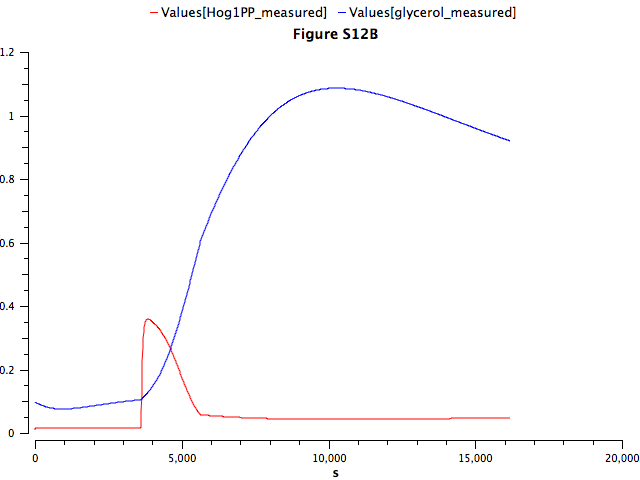 Values[Hog1PP_measured] Values[glycerol_measured]
Figure S12B
1.2
1
0.8
0.6
0.4
0.2
0
0 5,000 10,000 15,000 20,000
s